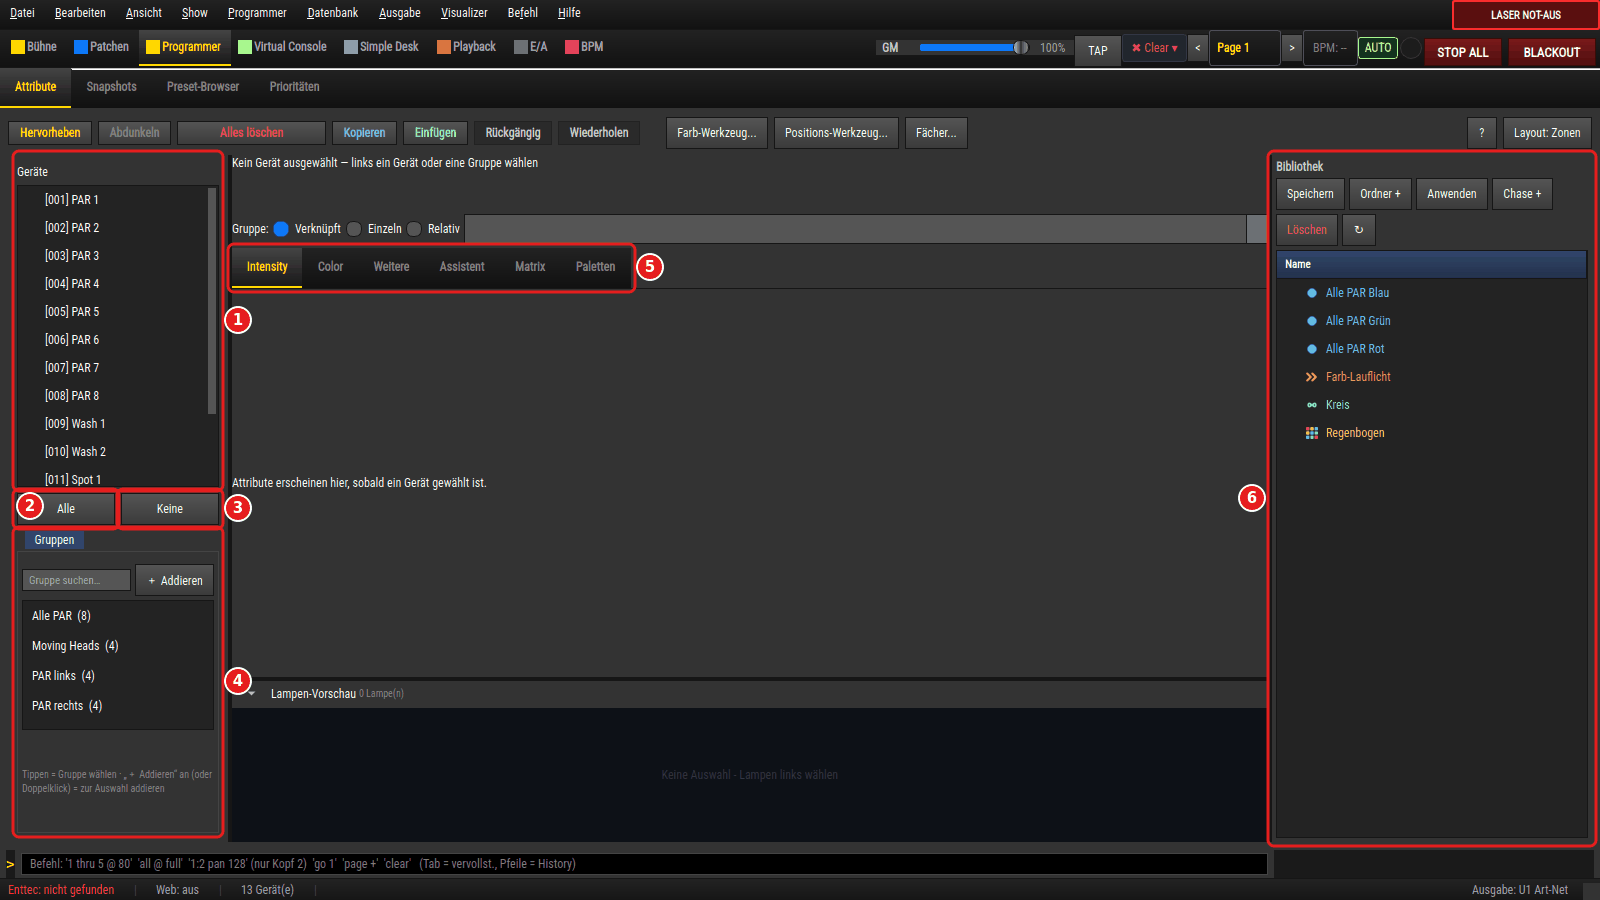 Datei Bearbeiten Ansicht Show Programmer Datenbank Ausgabe Visualizer Befehl Hilfe
LASER NOT-AUS
Bühne Patchen Programmer Virtual Console Simple Desk Playback E/A BPM
GM 100% TAP ✖ Clear ▾ < Page 1 > BPM: -- AUTO STOP ALL BLACKOUT
Attribute Snapshots Preset-Browser Prioritäten
Hervorheben Abdunkeln Alles löschen Kopieren Einfügen Rückgängig Wiederholen Farb-Werkzeug... Positions-Werkzeug... Fächer... ? Layout: Zonen
Geräte
[001] PAR 1
[002] PAR 2
[003] PAR 3
[004] PAR 4
[005] PAR 5
[006] PAR 6
[007] PAR 7
[008] PAR 8
[009] Wash 1
[010] Wash 2
[011] Spot 1
1
2 Alle Keine 3
Gruppen
Gruppe suchen... + Addieren
Alle PAR (8)
Moving Heads (4)
PAR links (4)
PAR rechts (4)
4
Tippen = Gruppe wählen · „ + Addieren" an (oder
Doppelklick) = zur Auswahl addieren
Kein Gerät ausgewählt – links ein Gerät oder eine Gruppe wählen
Gruppe: Verknüpft Einzeln Relativ
Intensity Color Weitere Assistent Matrix Paletten 5
Attribute erscheinen hier, sobald ein Gerät gewählt ist.
Lampen-Vorschau 0 Lampe(n)
Keine Auswahl - Lampen links wählen
Bibliothek
Speichern Ordner + Anwenden Chase +
Löschen ↻
Name
Alle PAR Blau
Alle PAR Grün
Alle PAR Rot
Farb-Lauflicht
Kreis
Regenbogen
6
> Befehl: '1 thru 5 @ 80' 'all @ full' '1:2 pan 128' (nur Kopf 2) 'go 1' 'page +' 'clear' (Tab = vervollst., Pfeile = History)
Enttec: nicht gefunden Web: aus 13 Gerät(e) Ausgabe: U1 Art-Net